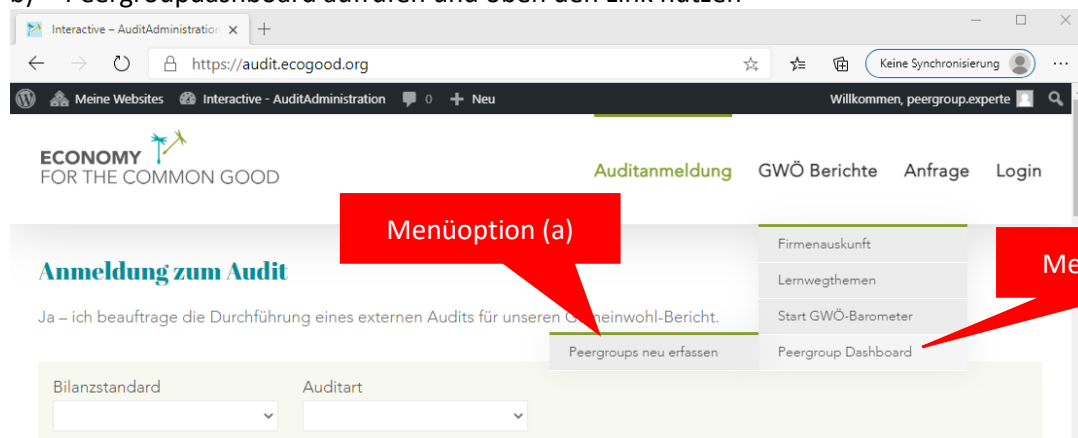 b) Peergroupdashboard aufrufen und oben den Link nutzen
Interactive – AuditAdministration
https://audit.ecogood.org
Keine Synchronisierung
Meine Websites Interactive - AuditAdministration 0 Neu Willkommen, peergroup.experte
ECONOMY
FOR THE COMMON GOOD
Auditanmeldung GWÖ Berichte Anfrage Login
Menüoption (a)
Me
Firmenauskunft
Lernwegthemen
Start GWÖ-Barometer
Peergroup Dashboard
Peergroups neu erfassen
Anmeldung zum Audit
Ja – ich beauftrage die Durchführung eines externen Audits für unseren Gemeinwohl-Bericht.
Bilanzstandard Auditart